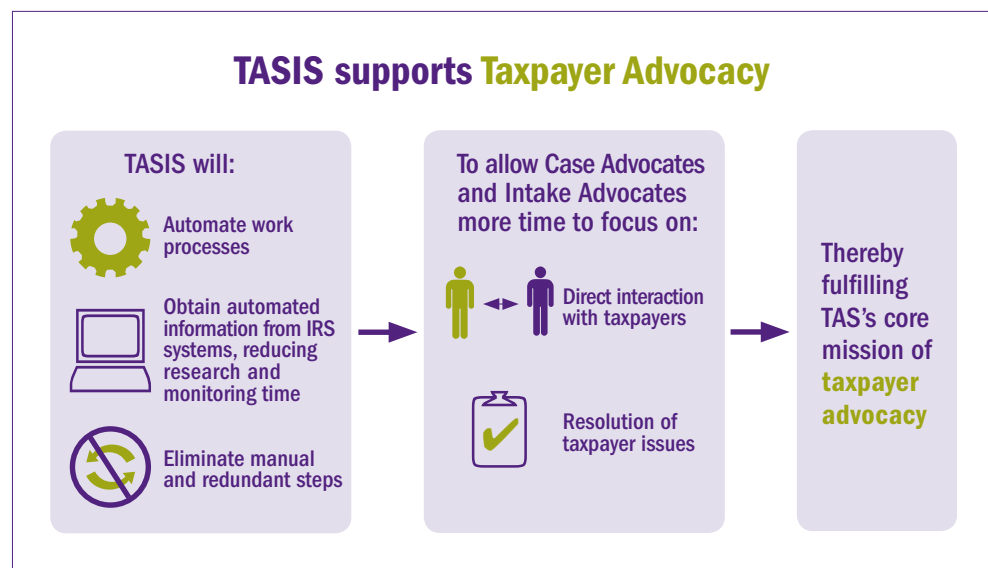 TASIS supports Taxpayer Advocacy
TASIS will:
Automate work
processes
Obtain automated
information from IRS
systems, reducing
research and
monitoring time
Eliminate manual
and redundant steps
To allow Case Advocates
and Intake Advocates
more time to focus on:
Direct interaction
with taxpayers
Resolution of
taxpayer issues
Thereby
fulfilling
TAS’s core
mission of
taxpayer
advocacy